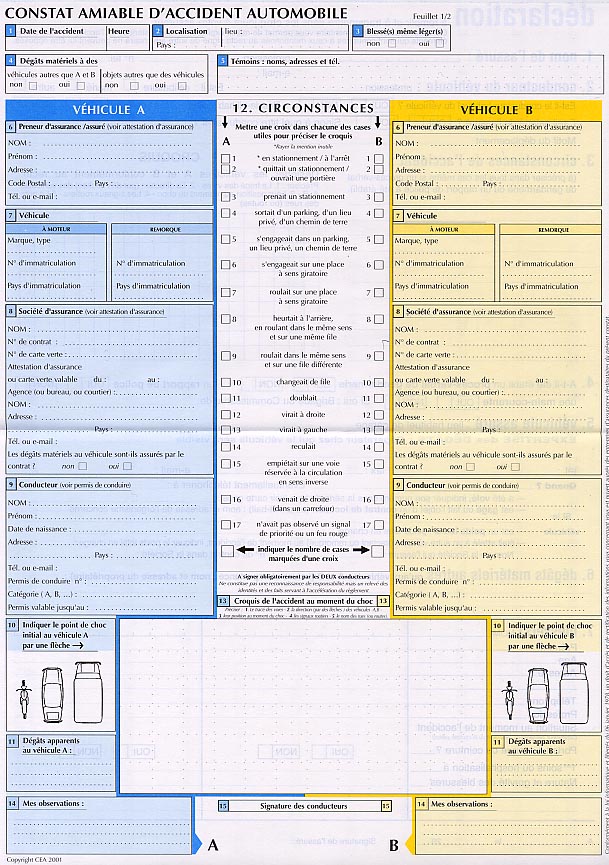 CONSTAT AMIABLE D'ACCIDENT AUTOMOBILE Feuillet 1/2
1 Date de l'accident Heure
2 Localisation lieu :
Pays :
3 Blessé(s) même léger(s)
non oui
4 Dégâts matériels à des
véhicules autres que A et B objets autres que des véhicules
non oui non oui
5 Témoins : noms, adresses et tél.
VÉHICULE A
6 Preneur d'assurance /assuré (voir attestation d'assurance)
NOM :
Prénom :
Adresse :
Code Postal : Pays :
Tél. ou e-mail :
7 Véhicule
À MOTEUR REMORQUE
Marque, type
N° d'immatriculation N° d'immatriculation
Pays d'immatriculation Pays d'immatriculation
8 Société d'assurance (voir attestation d'assurance)
NOM :
N° de contrat :
N° de carte verte :
Attestation d'assurance
ou carte verte valable du : au :
Agence (ou bureau, ou courtier) :
NOM :
Adresse :
Pays :
Tél. ou e-mail :
Les dégâts matériels au véhicule sont-ils assurés par le
contrat ? non oui
9 Conducteur (voir permis de conduire)
NOM :
Prénom :
Date de naissance :
Adresse :
Pays :
Tél. ou e-mail :
Permis de conduire n° :
Catégorie ( A, B, ...) :
Permis valable jusqu'au :
10 Indiquer le point de choc
initial au véhicule A
par une flèche
11 Dégâts apparents
au véhicule A :
14 Mes observations :
12. CIRCONSTANCES
A Mettre une croix dans chacune des cases B
utiles pour préciser le croquis
*Rayer la mention inutile
1 * en stationnement / à l'arrêt 1
2 * quittait un stationnement / 2
ouvrait une portière
3 prenait un stationnement 3
4 sortait d'un parking, d'un lieu 4
privé, d'un chemin de terre
5 s'engageait dans un parking, 5
un lieu privé, un chemin de terre
6 s'engageait sur une place 6
à sens giratoire
7 roulait sur une place 7
à sens giratoire
8 heurtait à l'arrière, 8
en roulant dans le même sens
et sur une même file
9 roulait dans le même sens 9
et sur une file différente
10 changeait de file 10
11 doublait 11
12 virait à droite 12
13 virait à gauche 13
14 reculait 14
15 empiétait sur une voie 15
réservée à la circulation
en sens inverse
16 venait de droite 16
(dans un carrefour)
17 n'avait pas observé un signal 17
de priorité ou un feu rouge
indiquer le nombre de cases
marquées d'une croix
A signer obligatoirement par les DEUX conducteurs
Ne constitue pas une reconnaissance de responsabilité mais un relevé des
identités et des faits servant à l'accélération du règlement
13 Croquis de l'accident au moment du choc 13
Préciser : 1. Le tracé des voies - 2. la direction par des flèches) des véhicules A,B -
3. leur position au moment du choc - 4. les signaux routiers - 5. le nom des rues (ou routes).
15 Signature des conducteurs 15
A B
VÉHICULE B
6 Preneur d'assurance /assuré (voir attestation d'assurance)
NOM :
Prénom :
Adresse :
Code Postal : Pays :
Tél. ou e-mail :
7 Véhicule
À MOTEUR REMORQUE
Marque, type
N° d'immatriculation N° d'immatriculation
Pays d'immatriculation Pays d'immatriculation
8 Société d'assurance (voir attestation d'assurance)
NOM :
N° de contrat :
N° de carte verte :
Attestation d'assurance
ou carte verte valable du : au :
Agence (ou bureau, ou courtier) :
NOM :
Adresse :
Pays :
Tél. ou e-mail :
Les dégâts matériels au véhicule sont-ils assurés par le
contrat ? non oui
9 Conducteur (voir permis de conduire)
NOM :
Prénom :
Date de naissance :
Adresse :
Pays :
Tél. ou e-mail :
Permis de conduire n° :
Catégorie ( A, B, ...) :
Permis valable jusqu'au :
10 Indiquer le point de choc
initial au véhicule B
par une flèche
11 Dégâts apparents
au véhicule B :
14 Mes observations :
Copyright CEA 2001